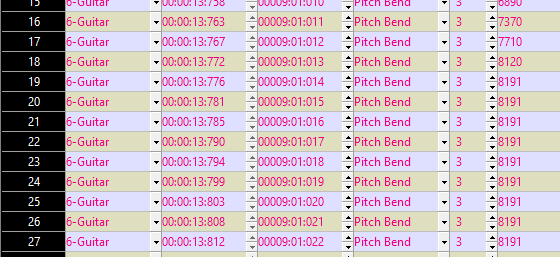 15 6-Guitar 00:00:13:758 00009:01:010 Pitch Bend 3 6890
16 6-Guitar 00:00:13:763 00009:01:011 Pitch Bend 3 7370
17 6-Guitar 00:00:13:767 00009:01:012 Pitch Bend 3 7710
18 6-Guitar 00:00:13:772 00009:01:013 Pitch Bend 3 8120
19 6-Guitar 00:00:13:776 00009:01:014 Pitch Bend 3 8191
20 6-Guitar 00:00:13:781 00009:01:015 Pitch Bend 3 8191
21 6-Guitar 00:00:13:785 00009:01:016 Pitch Bend 3 8191
22 6-Guitar 00:00:13:790 00009:01:017 Pitch Bend 3 8191
23 6-Guitar 00:00:13:794 00009:01:018 Pitch Bend 3 8191
24 6-Guitar 00:00:13:799 00009:01:019 Pitch Bend 3 8191
25 6-Guitar 00:00:13:803 00009:01:020 Pitch Bend 3 8191
26 6-Guitar 00:00:13:808 00009:01:021 Pitch Bend 3 8191
27 6-Guitar 00:00:13:812 00009:01:022 Pitch Bend 3 8191